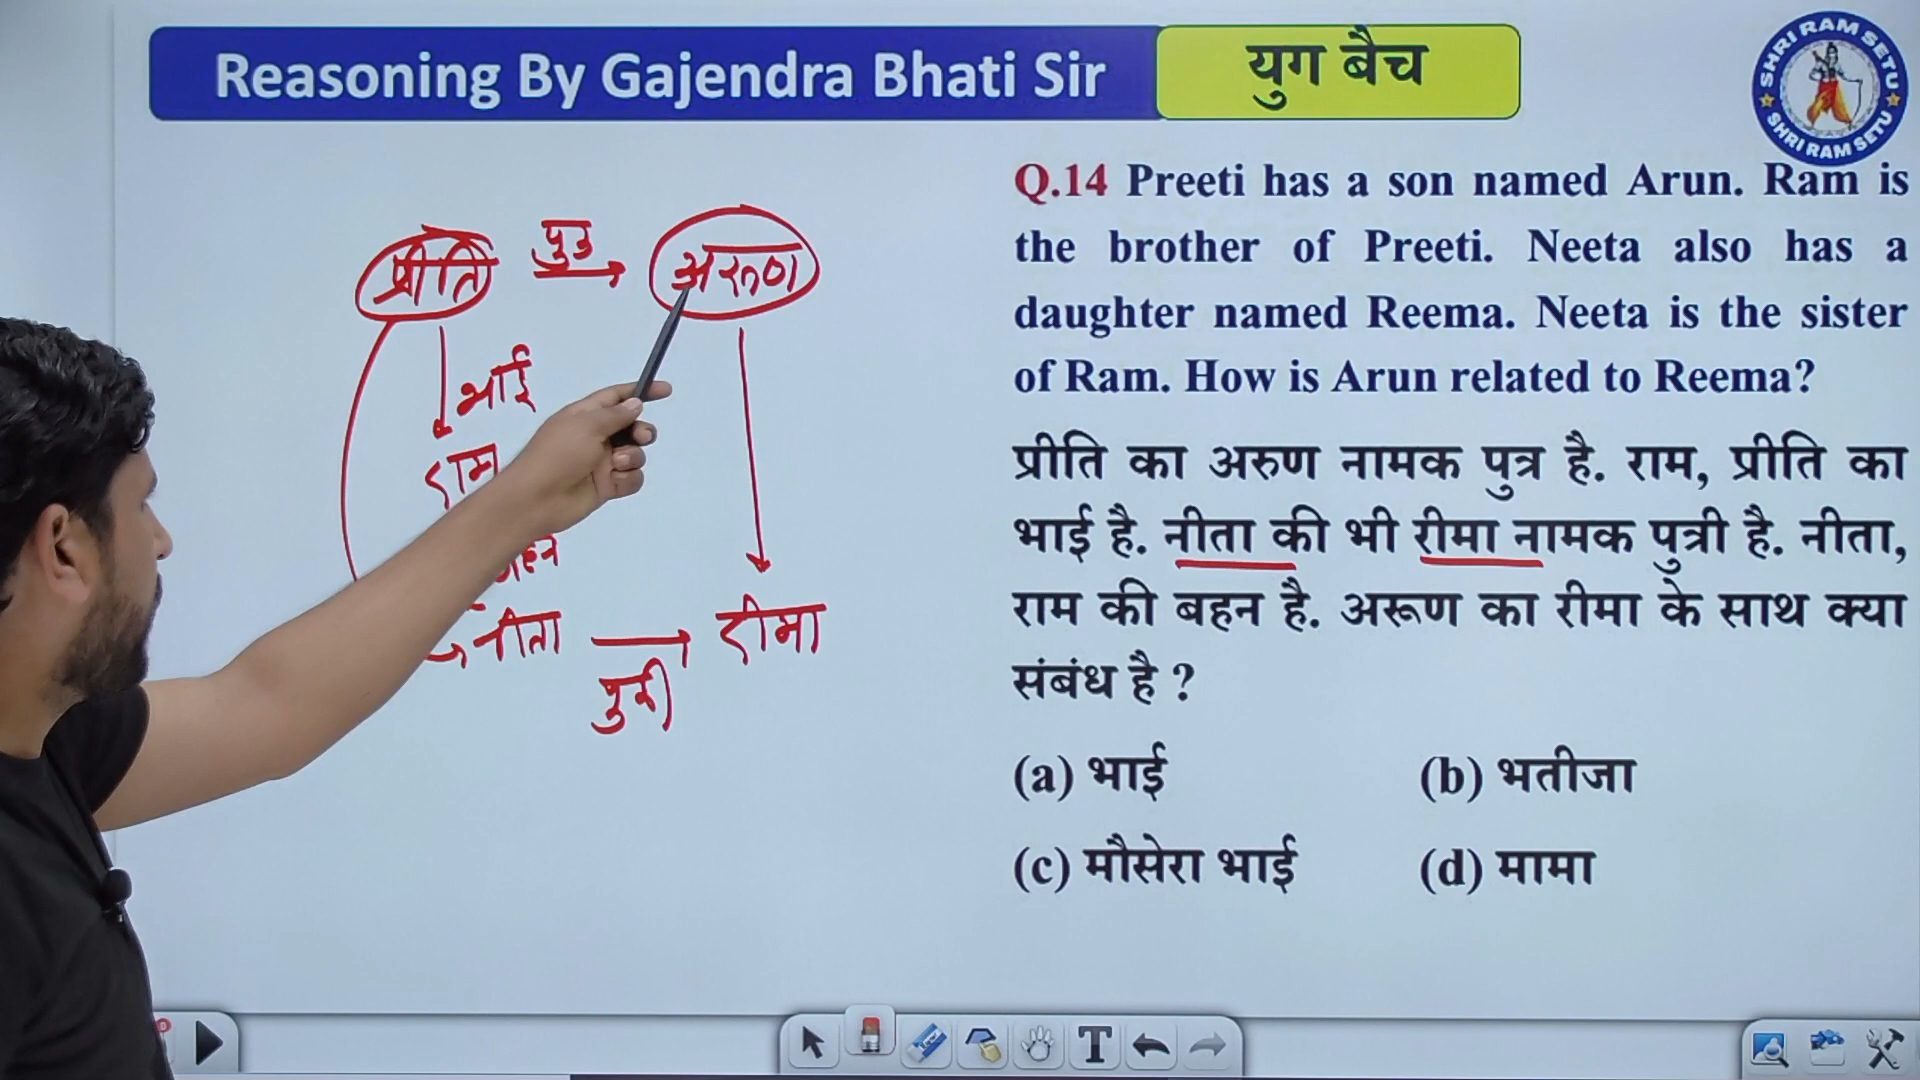 Reasoning By Gajendra Bhati Sir
युग बैच
SHRI RAM SETU
SHRI RAM SETU
Q.14 Preeti has a son named Arun. Ram is
the brother of Preeti. Neeta also has a
daughter named Reema. Neeta is the sister
of Ram. How is Arun related to Reema?
प्रीति का अरुण नामक पुत्र है. राम, प्रीति का
भाई है. नीता की भी रीमा नामक पुत्री है. नीता,
राम की बहन है. अरूण का रीमा के साथ क्या
संबंध है ?
(a) भाई
(b) भतीजा
(c) मौसेरा भाई
(d) मामा
प्रीति
पुत्र
अरूण
भाई
राम
नीता
रीमा
पुत्री
T